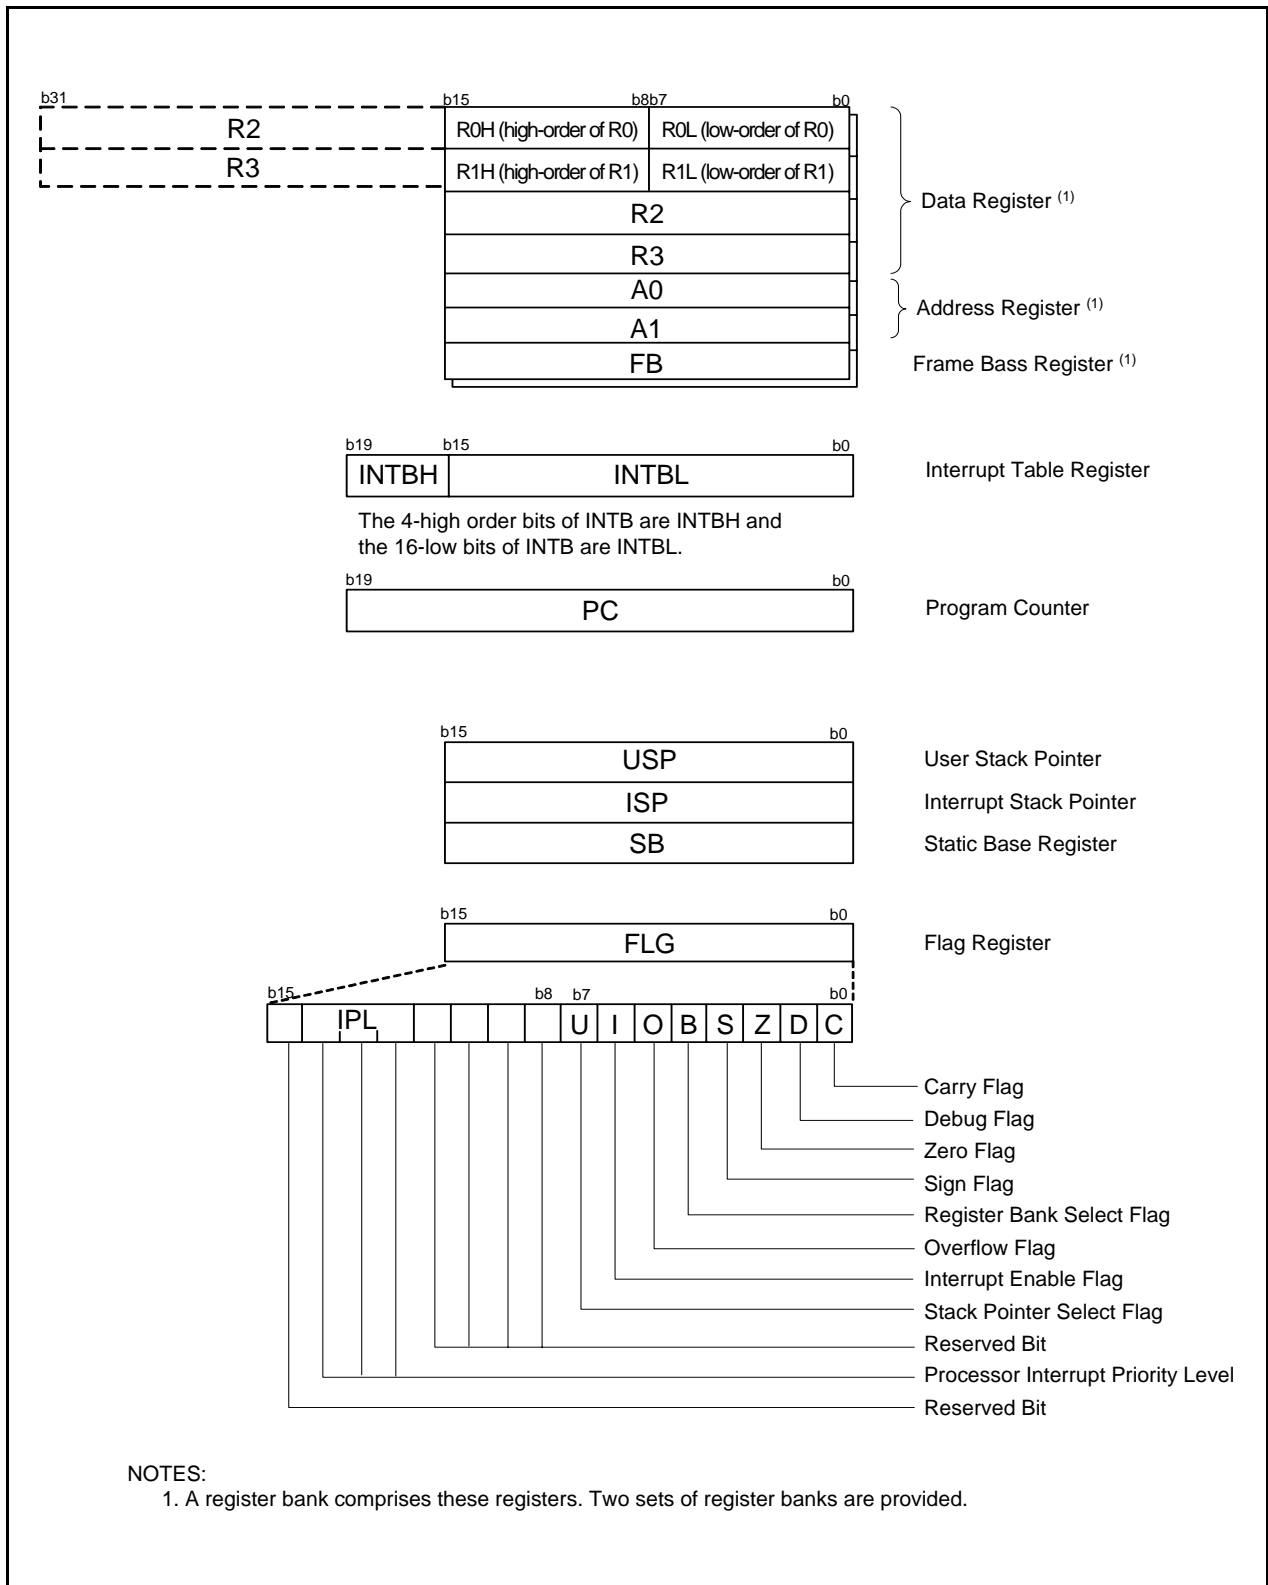 b31 b15 b8b7 b0
R2 R0H (high-order of R0) R0L (low-order of R0)
R3 R1H (high-order of R1) R1L (low-order of R1)
R2
Data Register (1)
R3
A0
Address Register (1)
A1
FB
Frame Bass Register (1)
b19 b15 b0
INTBH INTBL Interrupt Table Register
The 4-high order bits of INTB are INTBH and
the 16-low bits of INTB are INTBL.
b19 b0
PC Program Counter
b15 b0
USP User Stack Pointer
ISP Interrupt Stack Pointer
SB Static Base Register
b15 b0
FLG Flag Register
b15 b8 b7 b0
IPL U I O B S Z D C
Carry Flag
Debug Flag
Zero Flag
Sign Flag
Register Bank Select Flag
Overflow Flag
Interrupt Enable Flag
Stack Pointer Select Flag
Reserved Bit
Processor Interrupt Priority Level
Reserved Bit
NOTES:
1. A register bank comprises these registers. Two sets of register banks are provided.